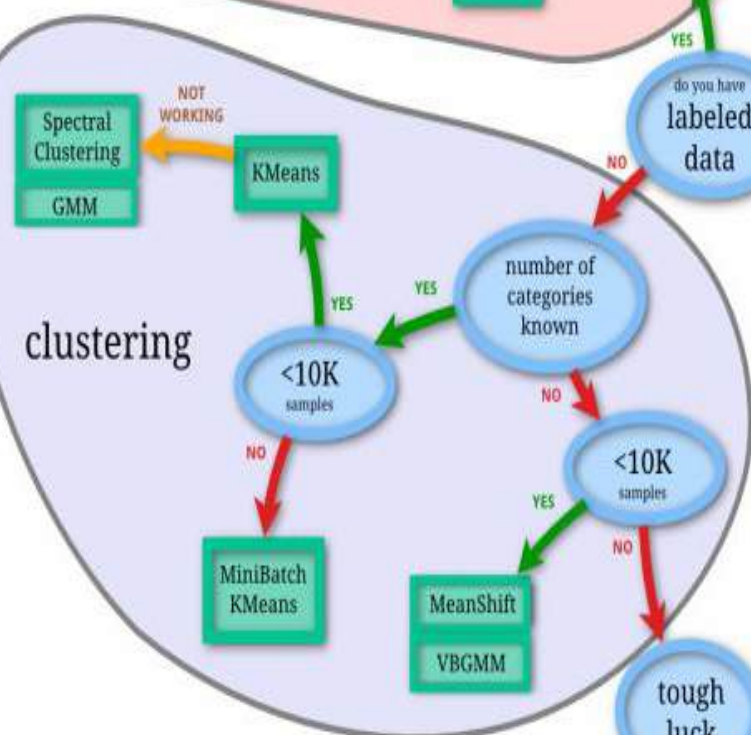 YES
do you have
labeled
data
NO
NOT
WORKING
Spectral
Clustering
GMM
KMeans
number of
categories
known
YES
YES
clustering
<10K
samples
NO
NO
<10K
samples
YES
NO
MiniBatch
KMeans
MeanShift
VBGMM
tough
luck